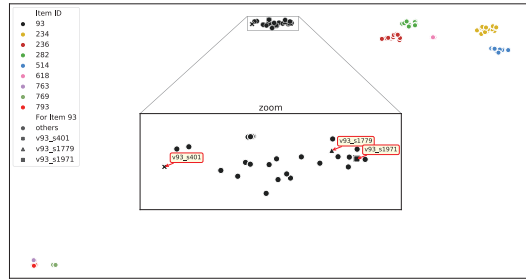 Item ID
93
234
236
282
514
618
763
769
793
For Item 93
others
v93_s401
v93_s1779
v93_s1971
zoom
v93_s1779
v93_s1971
v93_s401